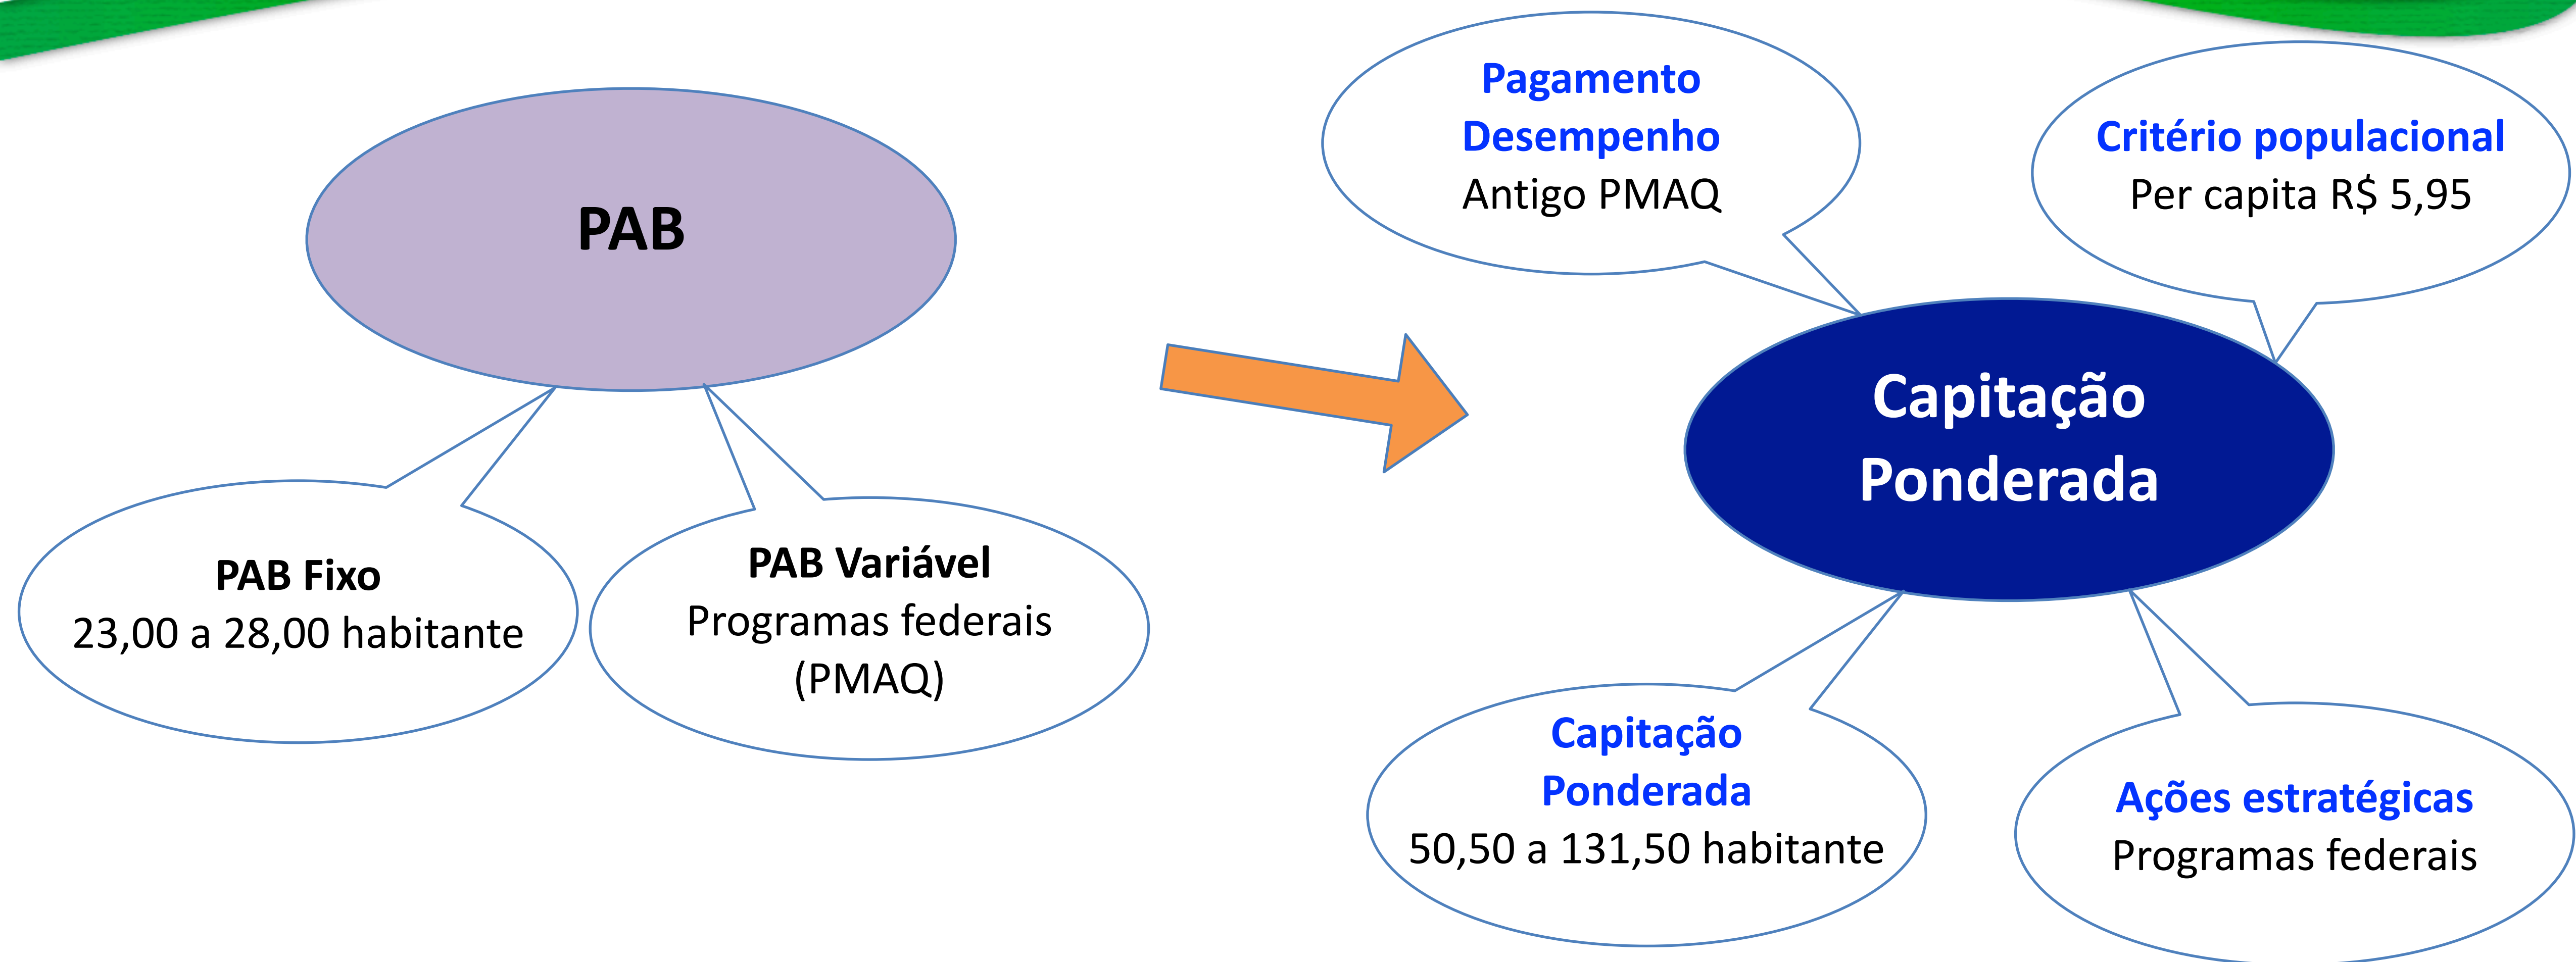 PAB
PAB Fixo
23,00 a 28,00 habitante
PAB Variável
Programas federais
(PMAQ)
Pagamento
Desempenho
Antigo PMAQ
Critério populacional
Per capita R$ 5,95
Capitação
Ponderada
Capitação
Ponderada
50,50 a 131,50 habitante
Ações estratégicas
Programas federais